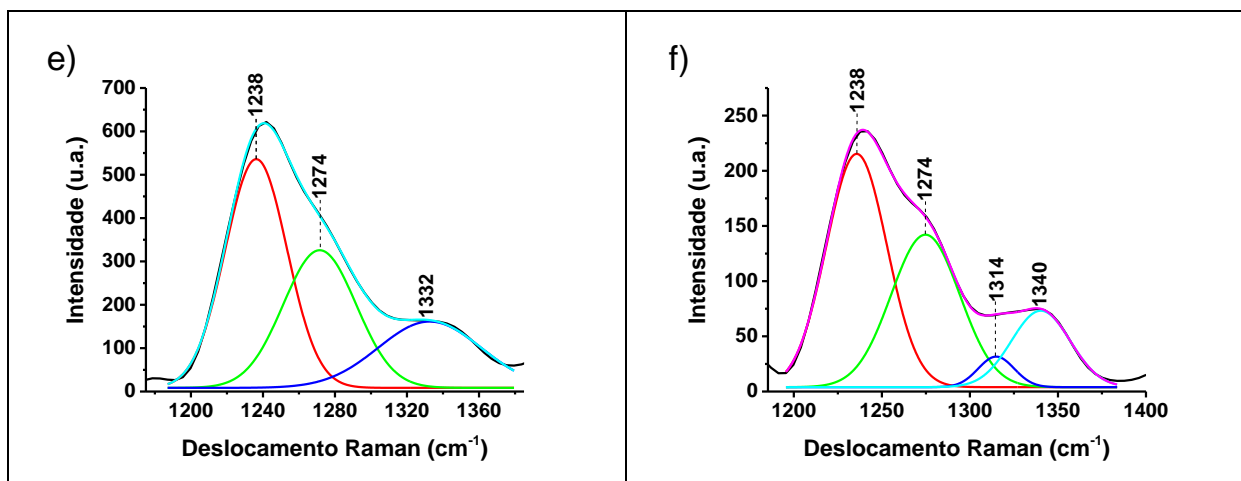 e)
700
600
500
400
300
200
100
0
1238
1274
1332
1200 1240 1280 1320 1360
Intensidade (u.a.)
Deslocamento Raman (cm⁻¹)
f)
250
200
150
100
50
0
1238
1274
1314
1340
1200 1250 1300 1350 1400
Intensidade (u.a.)
Deslocamento Raman (cm⁻¹)